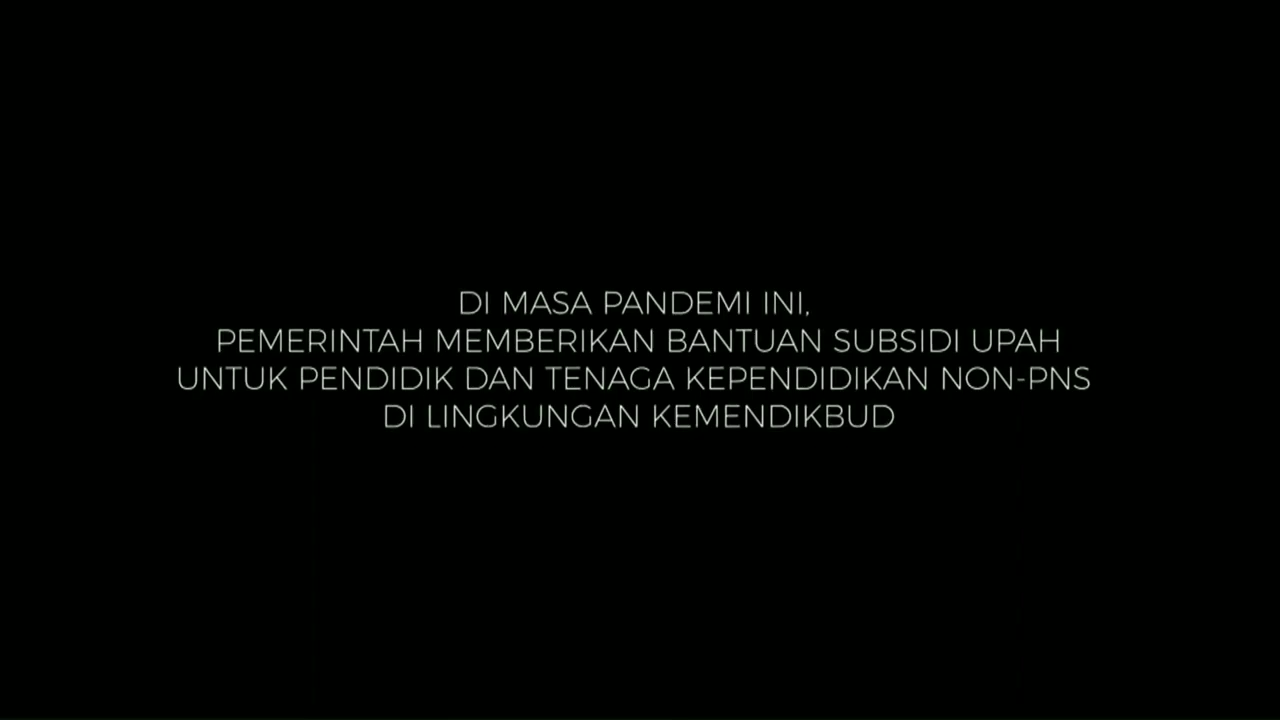 DI MASA PANDEMI INI,
PEMERINTAH MEMBERIKAN BANTUAN SUBSIDI UPAH
UNTUK PENDIDIK DAN TENAGA KEPENDIDIKAN NON-PNS
DI LINGKUNGAN KEMENDIKBUD